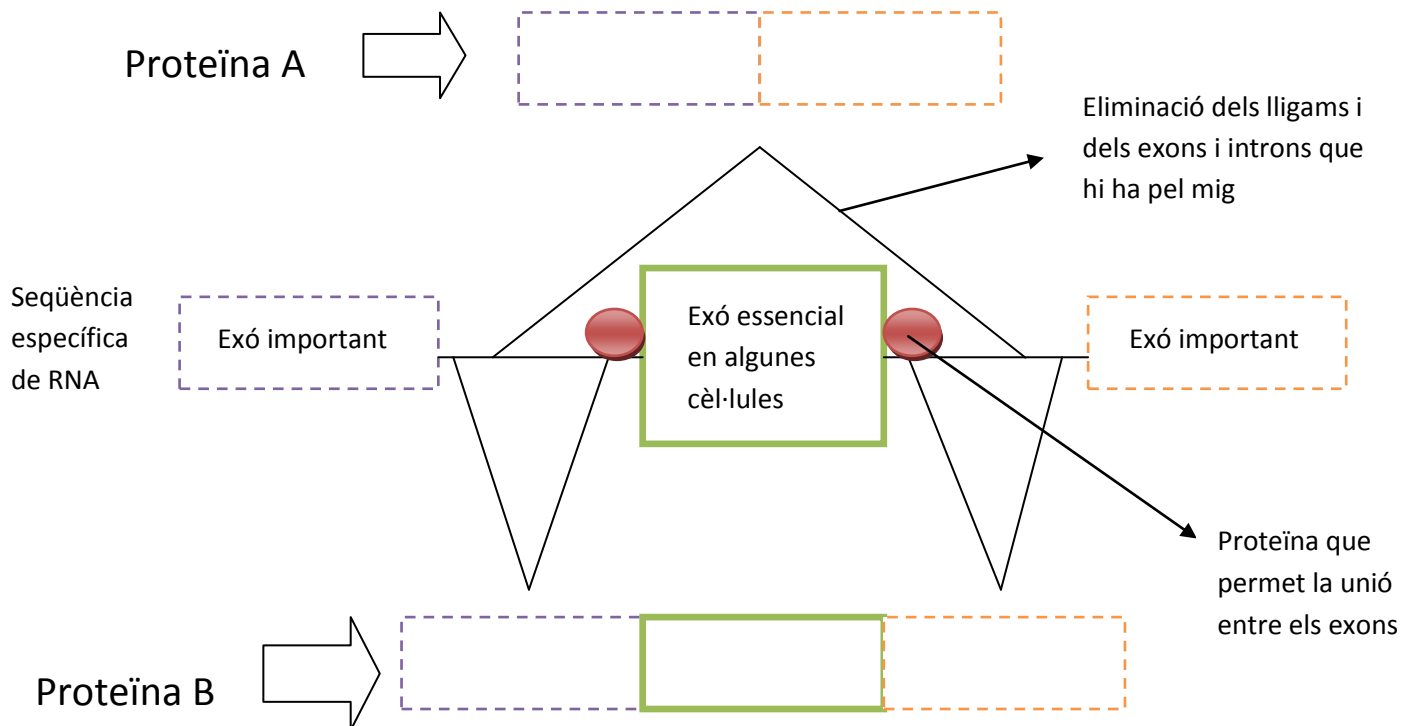 Proteïna A
Eliminació dels lligams i
dels exons i introns que
hi ha pel mig
Seqüència
específica
de RNA
Exó important
Exó essencial
en algunes
cèl·lules
Exó important
Proteïna que
permet la unió
entre els exons
Proteïna B